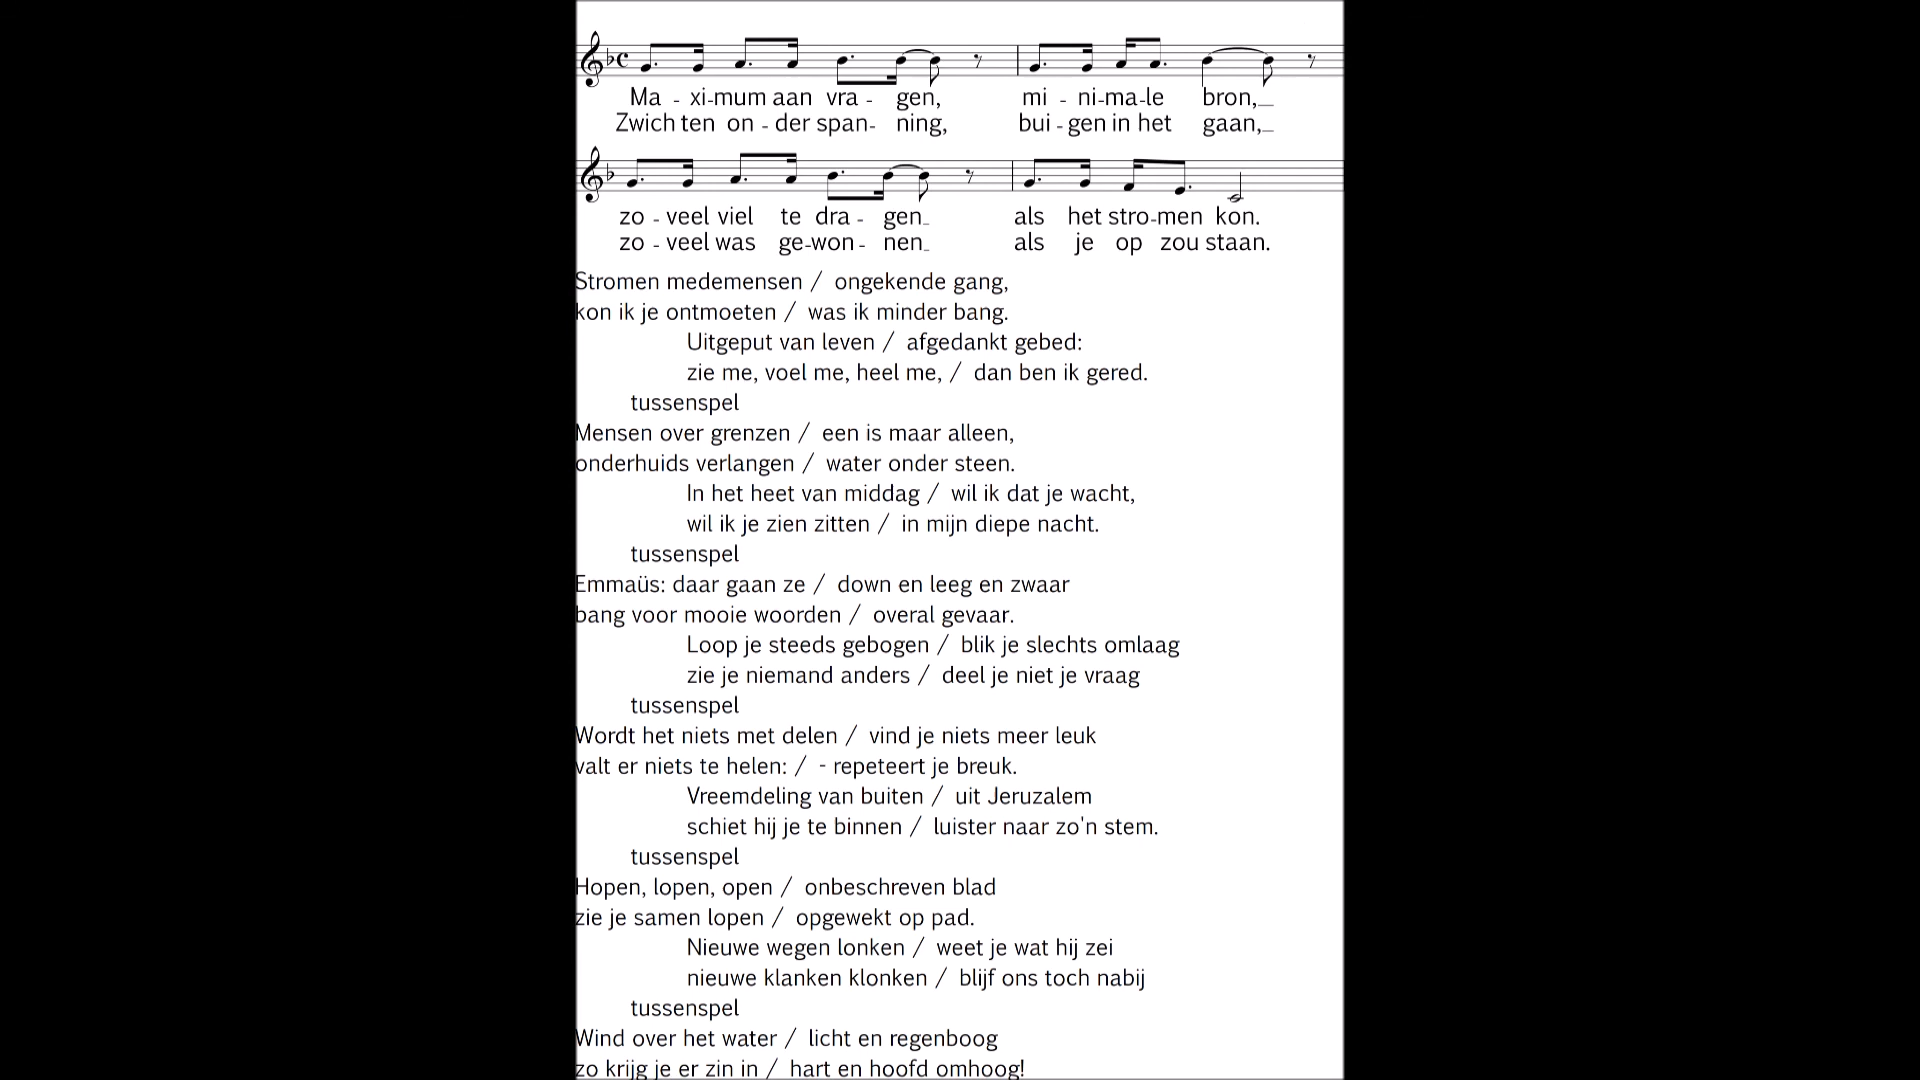 Ma - xi-mum aan vra - gen, mi - ni-ma-le bron,_
Zwich ten on - der span- ning, bui - gen in het gaan,_
zo - veel viel te dra - gen_ als het stro-men kon.
zo - veel was ge-won - nen_ als je op zou staan.
Stromen medemensen / ongekende gang,
kon ik je ontmoeten / was ik minder bang.
Uitgeput van leven / afgedankt gebed:
zie me, voel me, heel me, / dan ben ik gered.
tussenspel
Mensen over grenzen / een is maar alleen,
onderhuids verlangen / water onder steen.
In het heet van middag / wil ik dat je wacht,
wil ik je zien zitten / in mijn diepe nacht.
tussenspel
Emmaüs: daar gaan ze / down en leeg en zwaar
bang voor mooie woorden / overal gevaar.
Loop je steeds gebogen / blik je slechts omlaag
zie je niemand anders / deel je niet je vraag
tussenspel
Wordt het niets met delen / vind je niets meer leuk
valt er niets te helen: / - repeteert je breuk.
Vreemdeling van buiten / uit Jeruzalem
schiet hij je te binnen / luister naar zo'n stem.
tussenspel
Hopen, lopen, open / onbeschreven blad
zie je samen lopen / opgewekt op pad.
Nieuwe wegen lonken / weet je wat hij zei
nieuwe klanken klonken / blijf ons toch nabij
tussenspel
Wind over het water / licht en regenboog
zo krijg je er zin in / hart en hoofd omhoog!